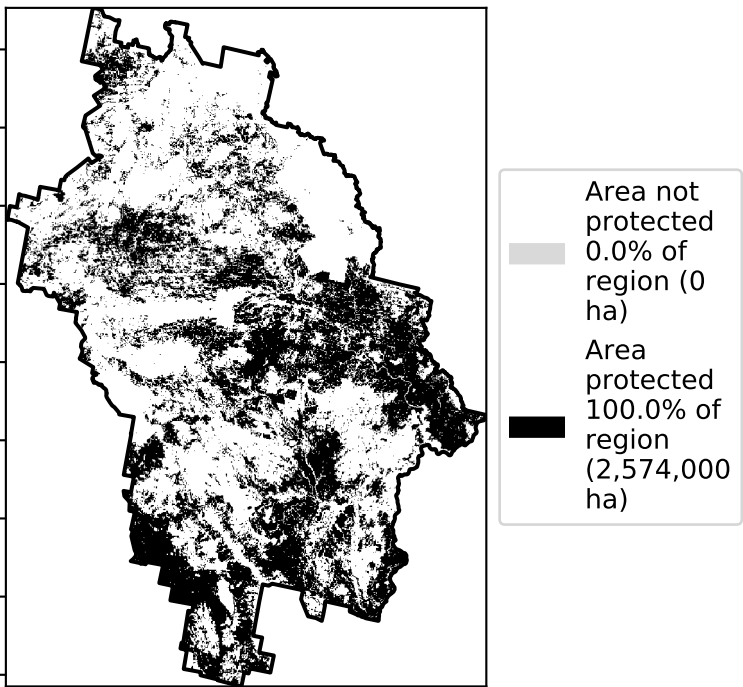 Area not
protected
0.0% of
region (0
ha)
Area
protected
100.0% of
region
(2,574,000
ha)